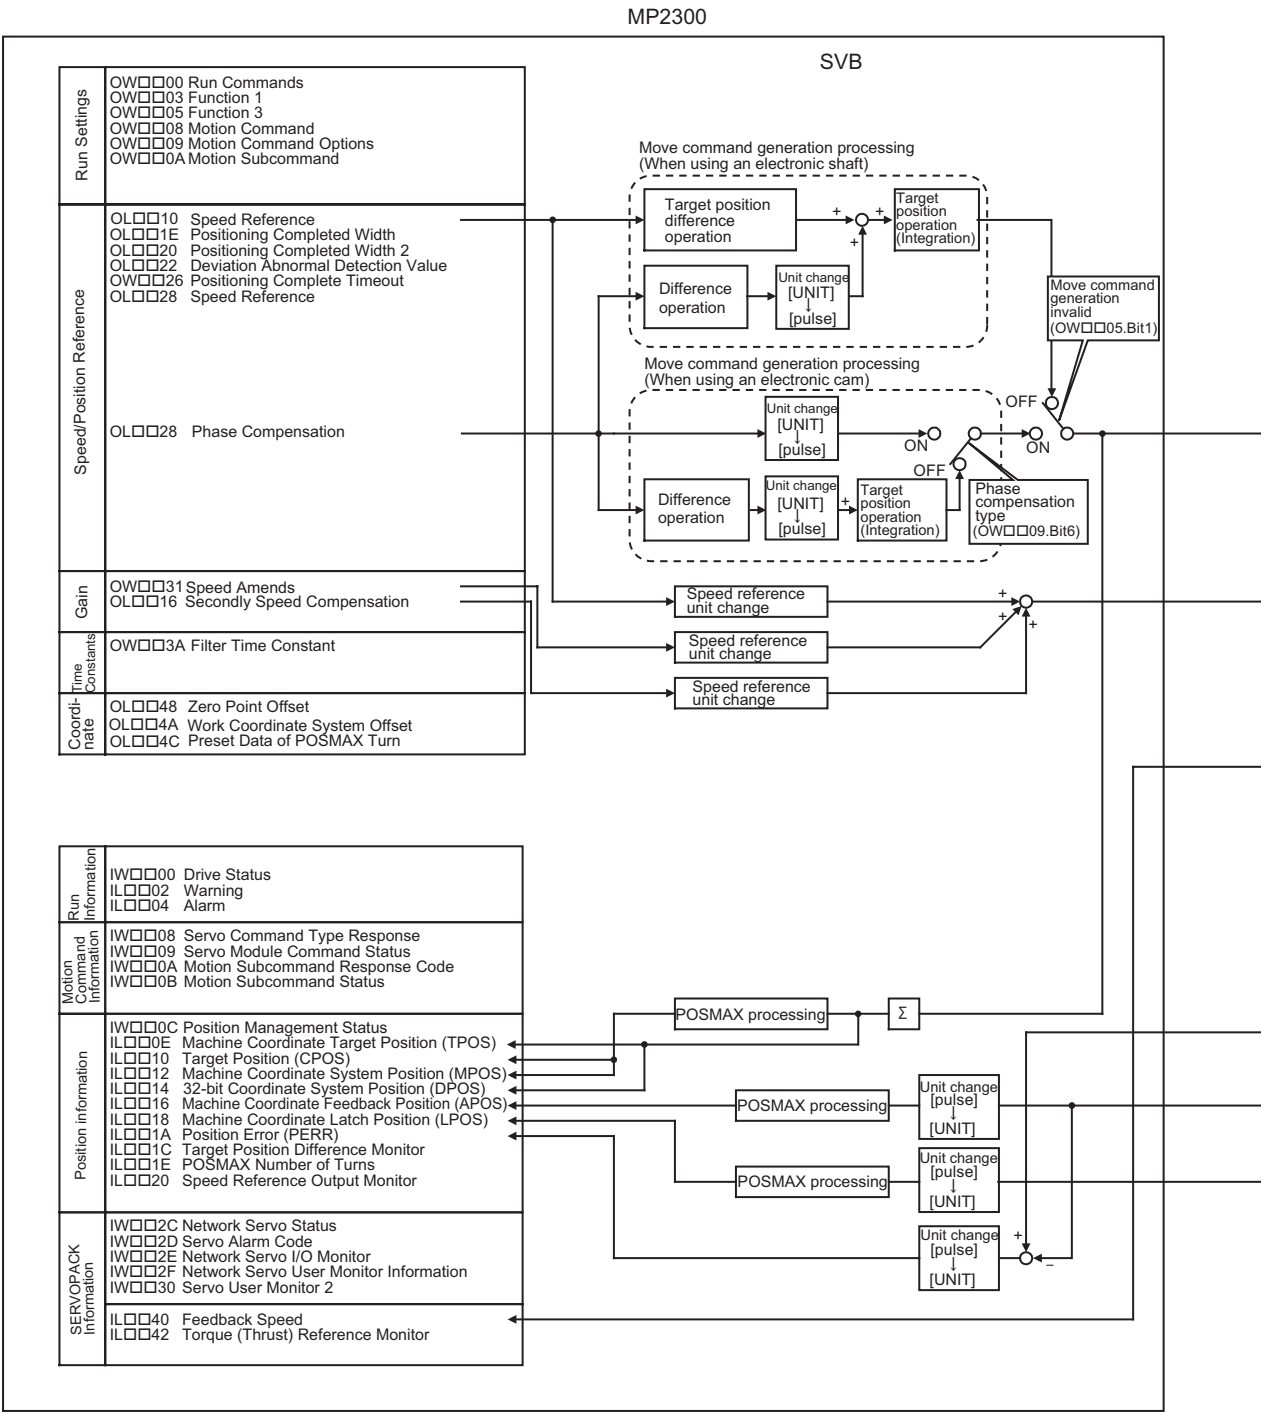 MP2300
SVB
Run Settings
OW□□00 Run Commands
OW□□03 Function 1
OW□□05 Function 3
OW□□08 Motion Command
OW□□09 Motion Command Options
OW□□0A Motion Subcommand
Speed/Position Reference
OL□□10 Speed Reference
OL□□1E Positioning Completed Width
OL□□20 Positioning Completed Width 2
OL□□22 Deviation Abnormal Detection Value
OW□□26 Positioning Complete Timeout
OL□□28 Speed Reference
OL□□28 Phase Compensation
Gain
OW□□31 Speed Amends
OL□□16 Secondly Speed Compensation
Time
Constants
OW□□3A Filter Time Constant
Coordi-
nate
OL□□48 Zero Point Offset
OL□□4A Work Coordinate System Offset
OL□□4C Preset Data of POSMAX Turn
Move command generation processing
(When using an electronic shaft)
Target position
difference
operation
+
+
+
Target
position
operation
(Integration)
Difference
operation
Unit change
[UNIT]
↓
[pulse]
Move command
generation
invalid
(OW□□05.Bit1)
Move command generation processing
(When using an electronic cam)
Unit change
[UNIT]
↓
[pulse]
ON
OFF
OFF
ON
Difference
operation
Unit change
[UNIT]
↓
[pulse]
+
Target
position
operation
(Integration)
Phase
compensation
type
(OW□□09.Bit6)
Speed reference
unit change
+
+
+
Speed reference
unit change
Speed reference
unit change
Run
Information
IW□□00 Drive Status
IL□□02 Warning
IL□□04 Alarm
Motion
Command
Information
IW□□08 Servo Command Type Response
IW□□09 Servo Module Command Status
IW□□0A Motion Subcommand Response Code
IW□□0B Motion Subcommand Status
Position information
IW□□0C Position Management Status
IL□□0E Machine Coordinate Target Position (TPOS)
IL□□10 Target Position (CPOS)
IL□□12 Machine Coordinate System Position (MPOS)
IL□□14 32-bit Coordinate System Position (DPOS)
IL□□16 Machine Coordinate Feedback Position (APOS)
IL□□18 Machine Coordinate Latch Position (LPOS)
IL□□1A Position Error (PERR)
IL□□1C Target Position Difference Monitor
IL□□1E POSMAX Number of Turns
IL□□20 Speed Reference Output Monitor
SERVOPACK
Information
IW□□2C Network Servo Status
IW□□2D Servo Alarm Code
IW□□2E Network Servo I/O Monitor
IW□□2F Network Servo User Monitor Information
IW□□30 Servo User Monitor 2
IL□□40 Feedback Speed
IL□□42 Torque (Thrust) Reference Monitor
POSMAX processing
Σ
POSMAX processing
Unit change
[pulse]
↓
[UNIT]
POSMAX processing
Unit change
[pulse]
↓
[UNIT]
Unit change
[pulse]
↓
[UNIT]
+
−